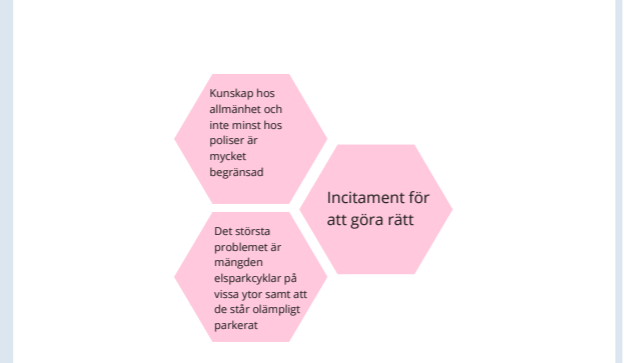 Kunskap hos
allmänhet och
inte minst hos
poliser är
mycket
begränsad
Incitament för
att göra rätt
Det största
problemet är
mängden
elsparkcyklar på
vissa ytor samt att
de står olämpligt
parkerat